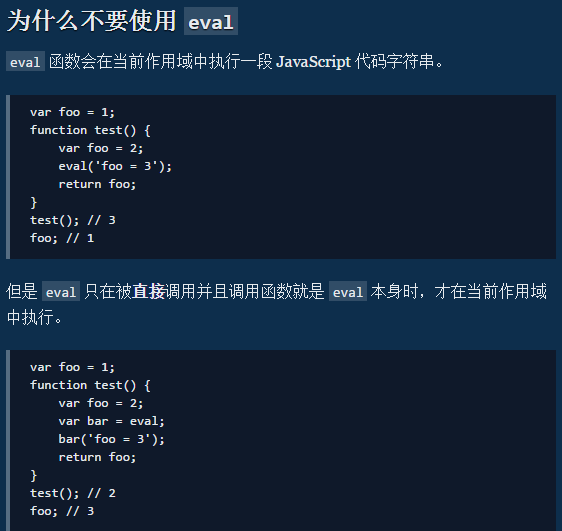 为什么不要使用 eval
eval 函数会在当前作用域中执行一段 JavaScript 代码字符串。
var foo = 1;
function test() {
    var foo = 2;
    eval('foo = 3');
    return foo;
}
test(); // 3
foo; // 1
但是 eval 只在被直接调用并且调用函数就是 eval 本身时，才在当前作用域
中执行。
var foo = 1;
function test() {
    var foo = 2;
    var bar = eval;
    bar('foo = 3');
    return foo;
}
test(); // 2
foo; // 3